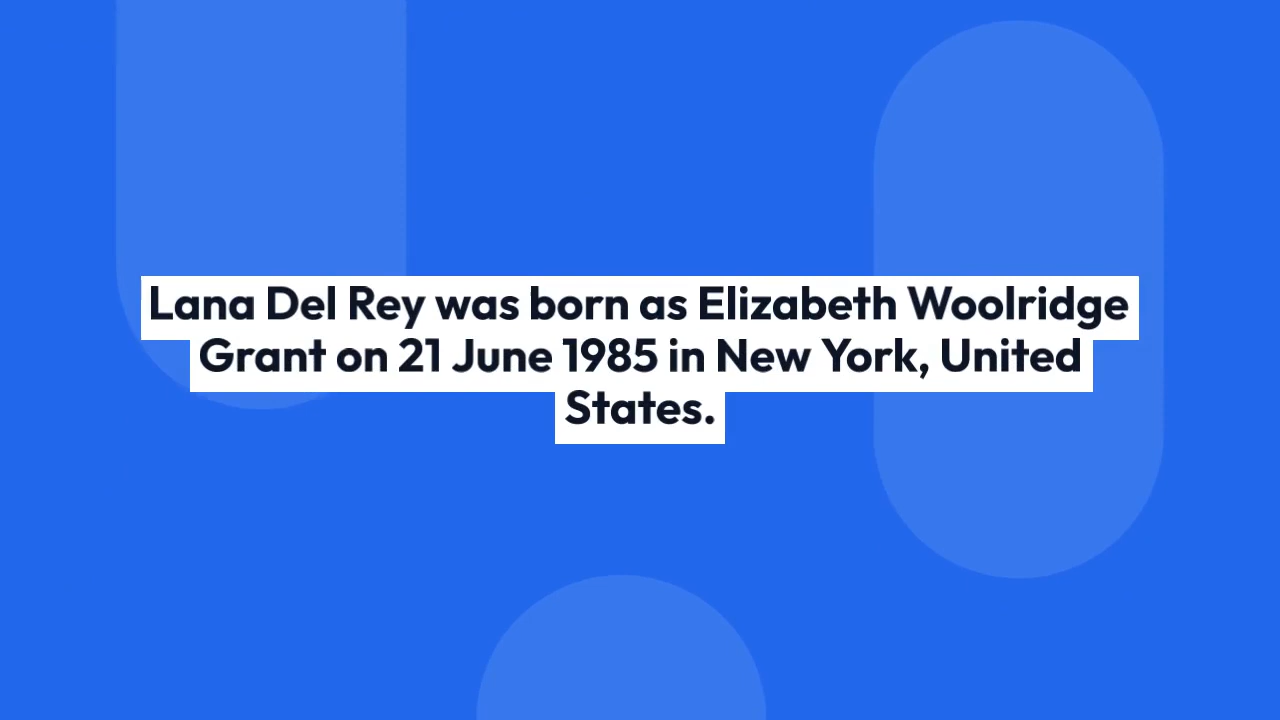 Lana Del Rey was born as Elizabeth Woolridge
Grant on 21 June 1985 in New York, United
States.